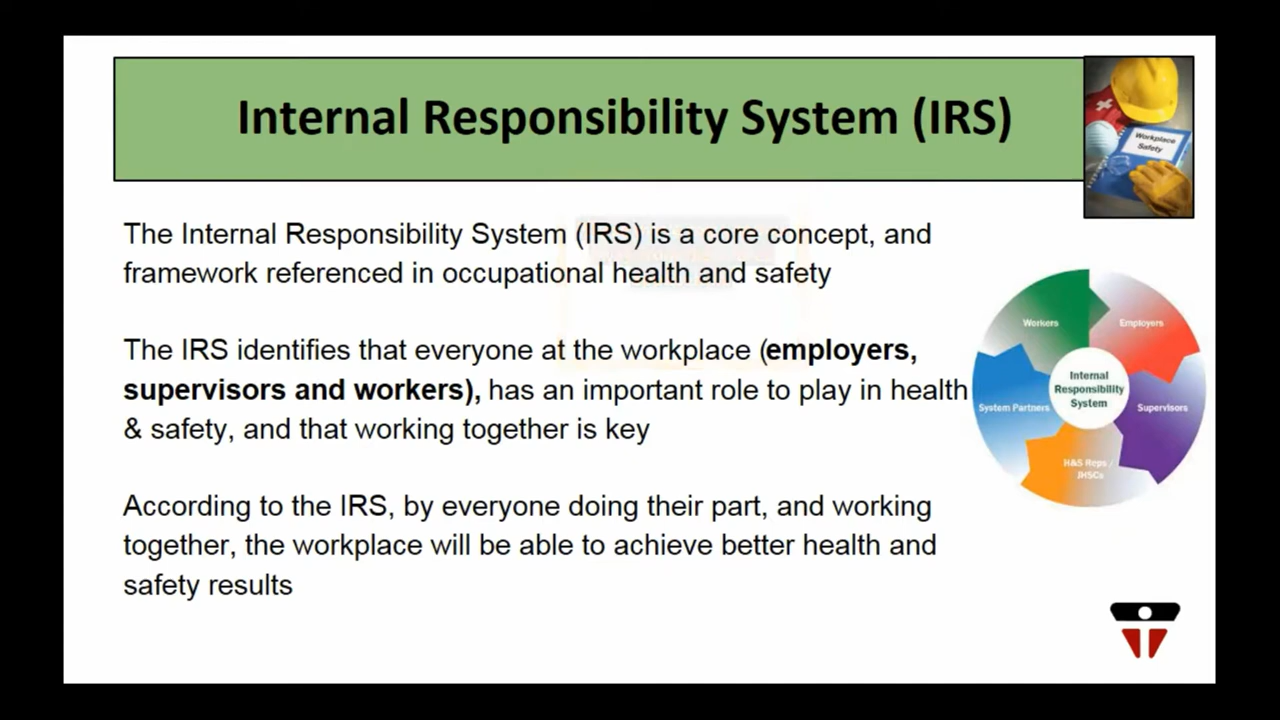 Internal Responsibility System (IRS)
Workplace
Safety
The Internal Responsibility System (IRS) is a core concept, and
framework referenced in occupational health and safety
The IRS identifies that everyone at the workplace (employers,
supervisors and workers), has an important role to play in health
& safety, and that working together is key
According to the IRS, by everyone doing their part, and working
together, the workplace will be able to achieve better health and
safety results
Workers
Employers
Internal
Responsibility
System
System Partners
Supervisors
H&S Reps /
JHSCs